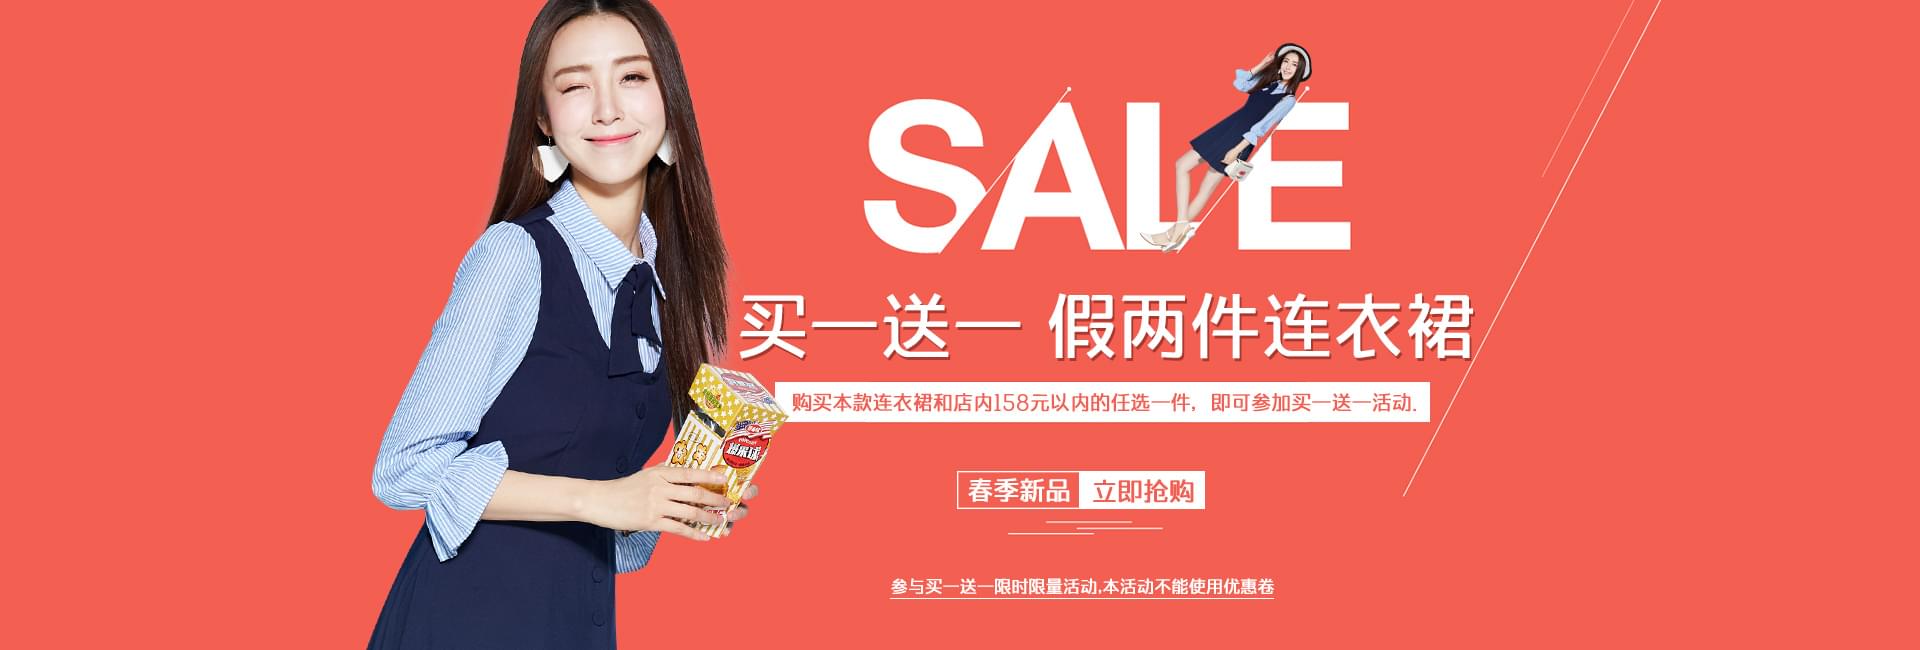 SALE
买一送一 假两件连衣裙
购买本款连衣裙和店内158元以内的任选一件，即可参加买一送一活动.
春季新品 立即抢购
参与买一送一限时限量活动,本活动不能使用优惠卷
爆米球